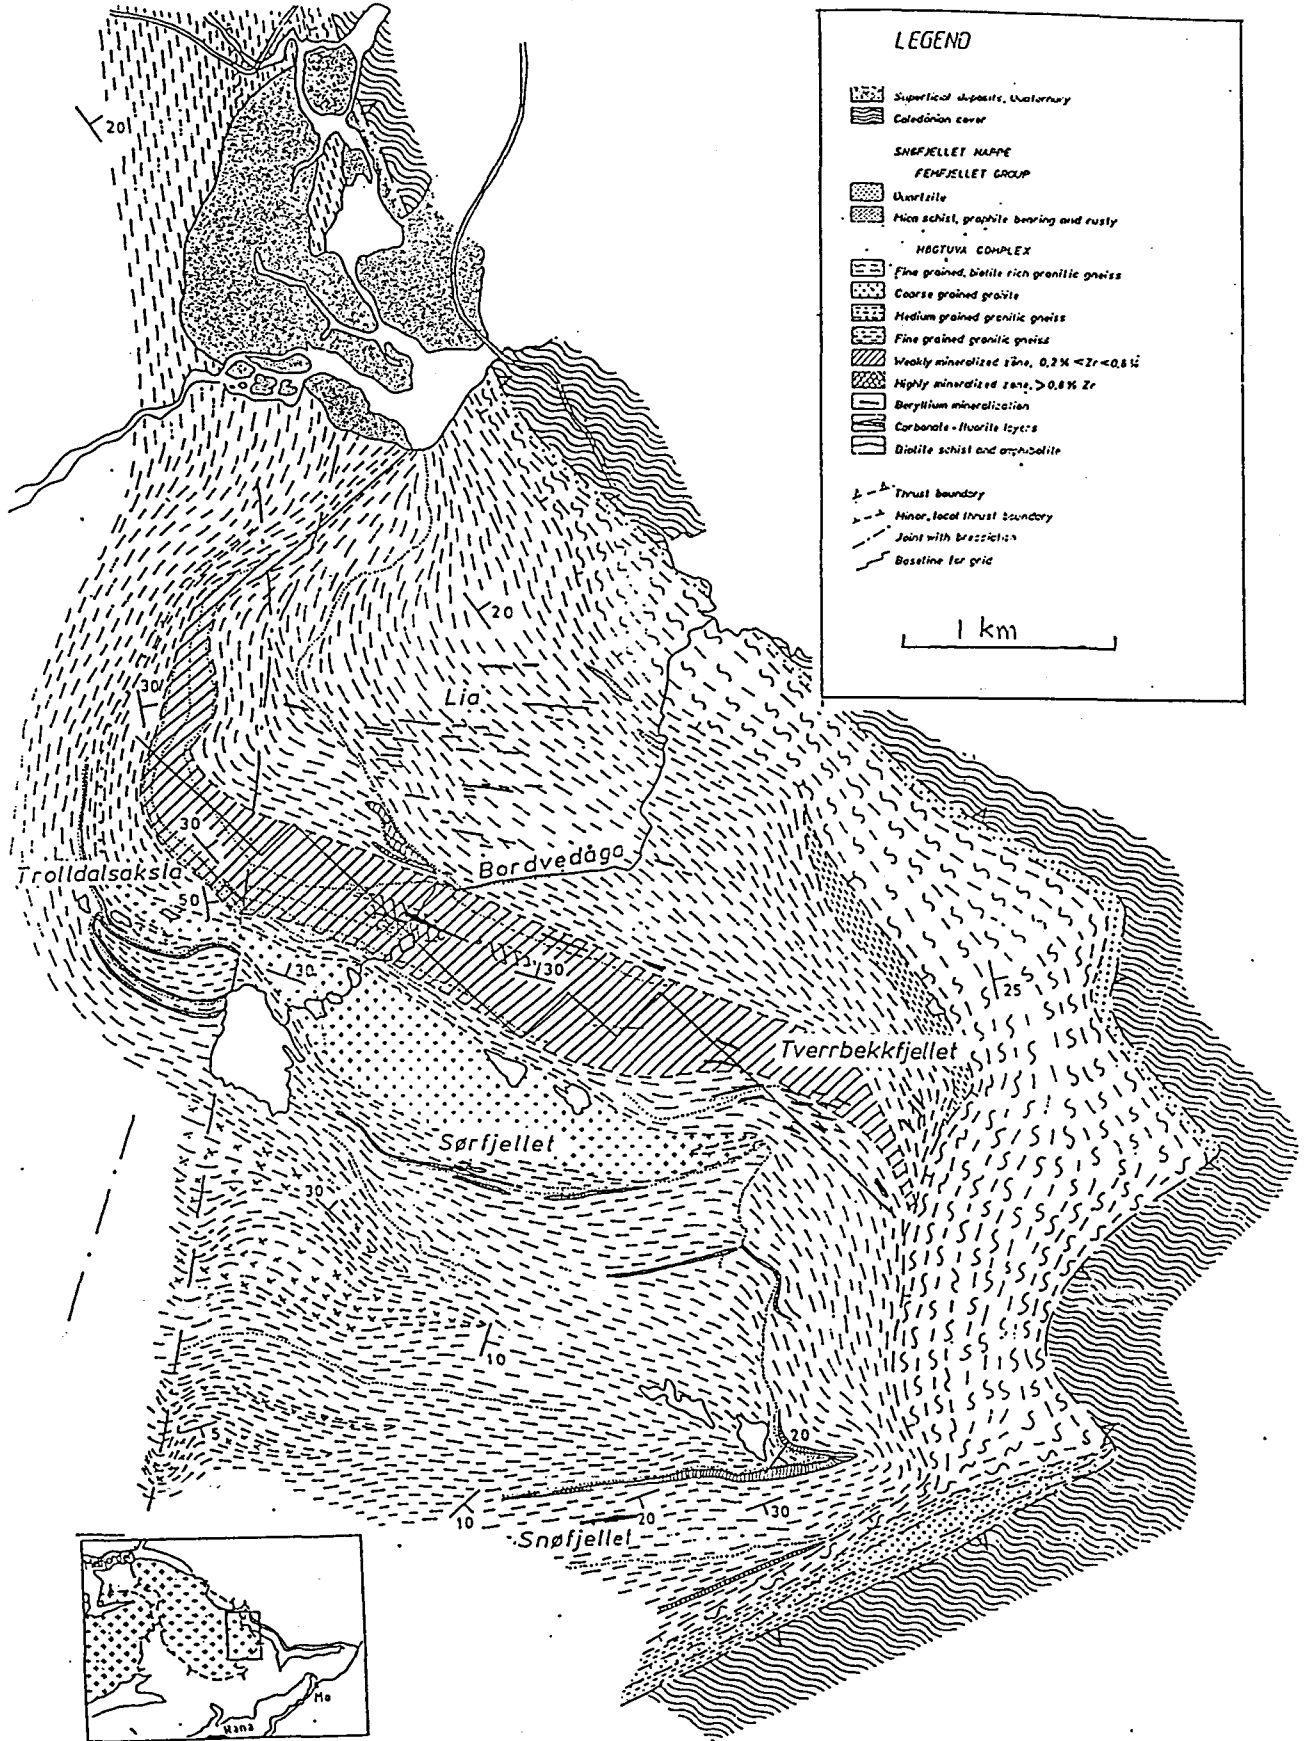 LEGEND
Superficial deposits, Quaternary
Caledonian cover
SNØFJELLET NAPPE
FEMFJELLET GROUP
Quartzite
Mica schist, graphite bearing and rusty
HØGTUVA COMPLEX
Fine grained, biotite rich granitic gneiss
Coarse grained granite
Medium grained granitic gneiss
Fine grained granitic gneiss
Weakly mineralized zone, 0,2% < Zr < 0,8%
Highly mineralized zone, > 0,8% Zr
Beryllium mineralization
Carbonate-fluorite layers
Biotite schist and amphibolite
Thrust boundary
Minor, local thrust boundary
Joint with brecciation
Baseline for grid
1 km
20
20
Lia
30
30
Bordvedåga
Trolldalsaksla
50
30
30
25
Tverrbekkfjellet
Sørfjellet
30
10
15
20
10
20
30
Snøfjellet
Mo
Rana